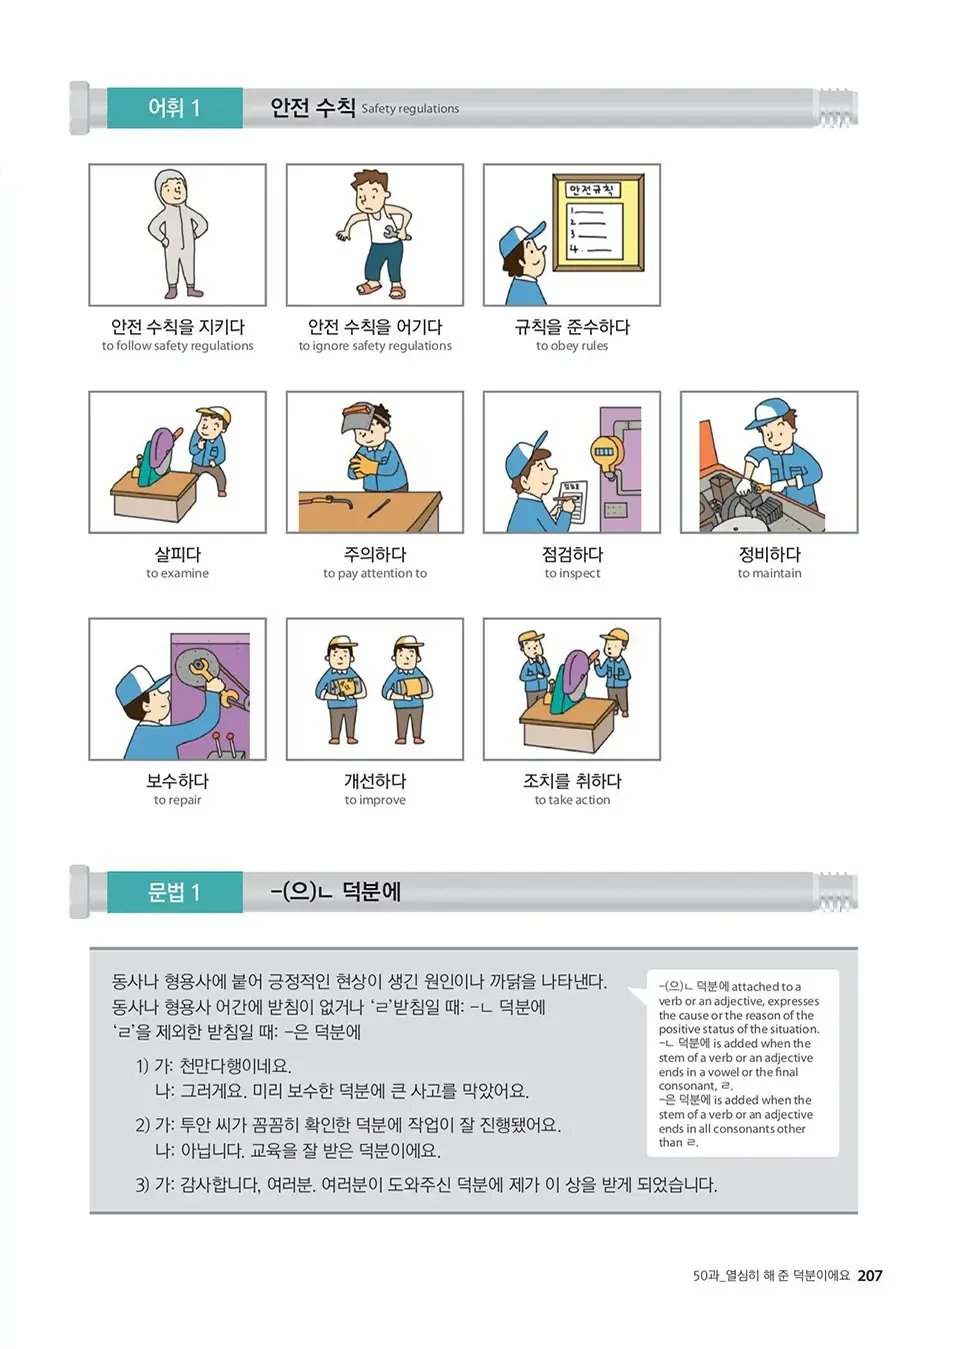 어휘 1
안전 수칙 Safety regulations
안전규칙
1
2
3
4.
안전 수칙을 지키다
to follow safety regulations
안전 수칙을 어기다
to ignore safety regulations
규칙을 준수하다
to obey rules
살피다
to examine
주의하다
to pay attention to
점검하다
to inspect
정비하다
to maintain
보수하다
to repair
개선하다
to improve
조치를 취하다
to take action
문법 1
-(으)ㄴ 덕분에
동사나 형용사에 붙어 긍정적인 현상이 생긴 원인이나 까닭을 나타낸다.
동사나 형용사 어간에 받침이 없거나 ‘ㄹ’받침일 때: -ㄴ 덕분에
‘ㄹ’을 제외한 받침일 때: -은 덕분에
1) 가: 천만다행이네요.
나: 그러게요. 미리 보수한 덕분에 큰 사고를 막았어요.
2) 가: 투안 씨가 꼼꼼히 확인한 덕분에 작업이 잘 진행됐어요.
나: 아닙니다. 교육을 잘 받은 덕분이에요.
3) 가: 감사합니다, 여러분. 여러분이 도와주신 덕분에 제가 이 상을 받게 되었습니다.
-(으)ㄴ 덕분에 attached to a
verb or an adjective, expresses
the cause or the reason of the
positive status of the situation.
-ㄴ 덕분에 is added when the
stem of a verb or an adjective
ends in a vowel or the final
consonant, ㄹ.
-은 덕분에 is added when the
stem of a verb or an adjective
ends in all consonants other
than ㄹ.
50과_열심히 해 준 덕분이에요 207